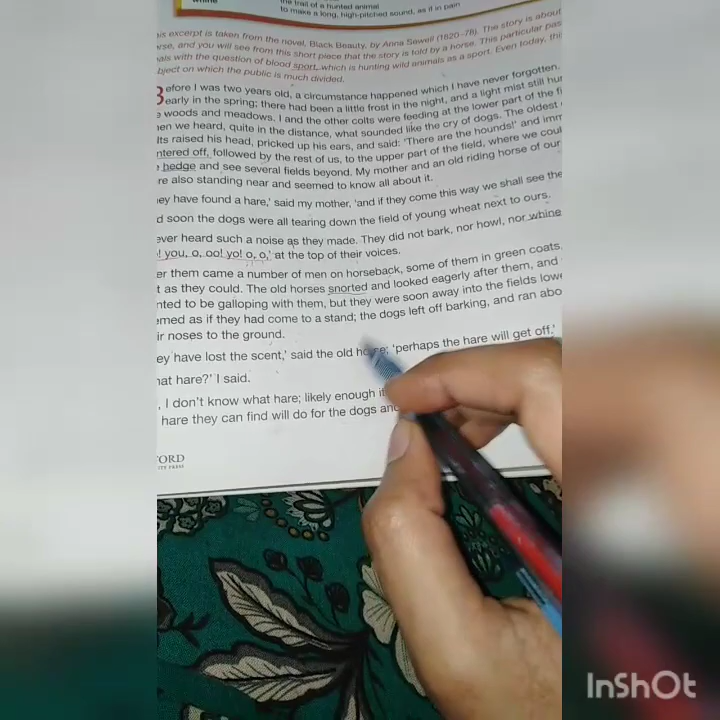 whine
the trail of a hunted animal
to make a long, high-pitched sound, as if in pain
is excerpt is taken from the novel, Black Beauty, by Anna Sewell (1820–78). The story is about
rse, and you will see from this short piece that the story is told by a horse. This particular pas
als with the question of blood sport, which is hunting wild animals as a sport. Even today, thi
bject on which the public is much divided.
Before I was two years old, a circumstance happened which I have never forgotten.
early in the spring; there had been a little frost in the night, and a light mist still hu
e woods and meadows. I and the other colts were feeding at the lower part of the fi
hen we heard, quite in the distance, what sounded like the cry of dogs. The oldest
lts raised his head, pricked up his ears, and said: 'There are the hounds!' and imm
ntered off, followed by the rest of us, to the upper part of the field, where we coul
e hedge and see several fields beyond. My mother and an old riding horse of our
re also standing near and seemed to know all about it.
ey have found a hare,' said my mother, 'and if they come this way we shall see the
d soon the dogs were all tearing down the field of young wheat next to ours.
ever heard such a noise as they made. They did not bark, nor howl, nor whine
! you, o, oo! yo! o, o,' at the top of their voices.
er them came a number of men on horseback, some of them in green coats.
t as they could. The old horses snorted and looked eagerly after them, and
nted to be galloping with them, but they were soon away into the fields lowe
emed as if they had come to a stand; the dogs left off barking, and ran abo
ir noses to the ground.
ey have lost the scent,' said the old horse; 'perhaps the hare will get off.'
hat hare?' I said.
, I don't know what hare; likely enough it
hare they can find will do for the dogs and
ORD
InShOt